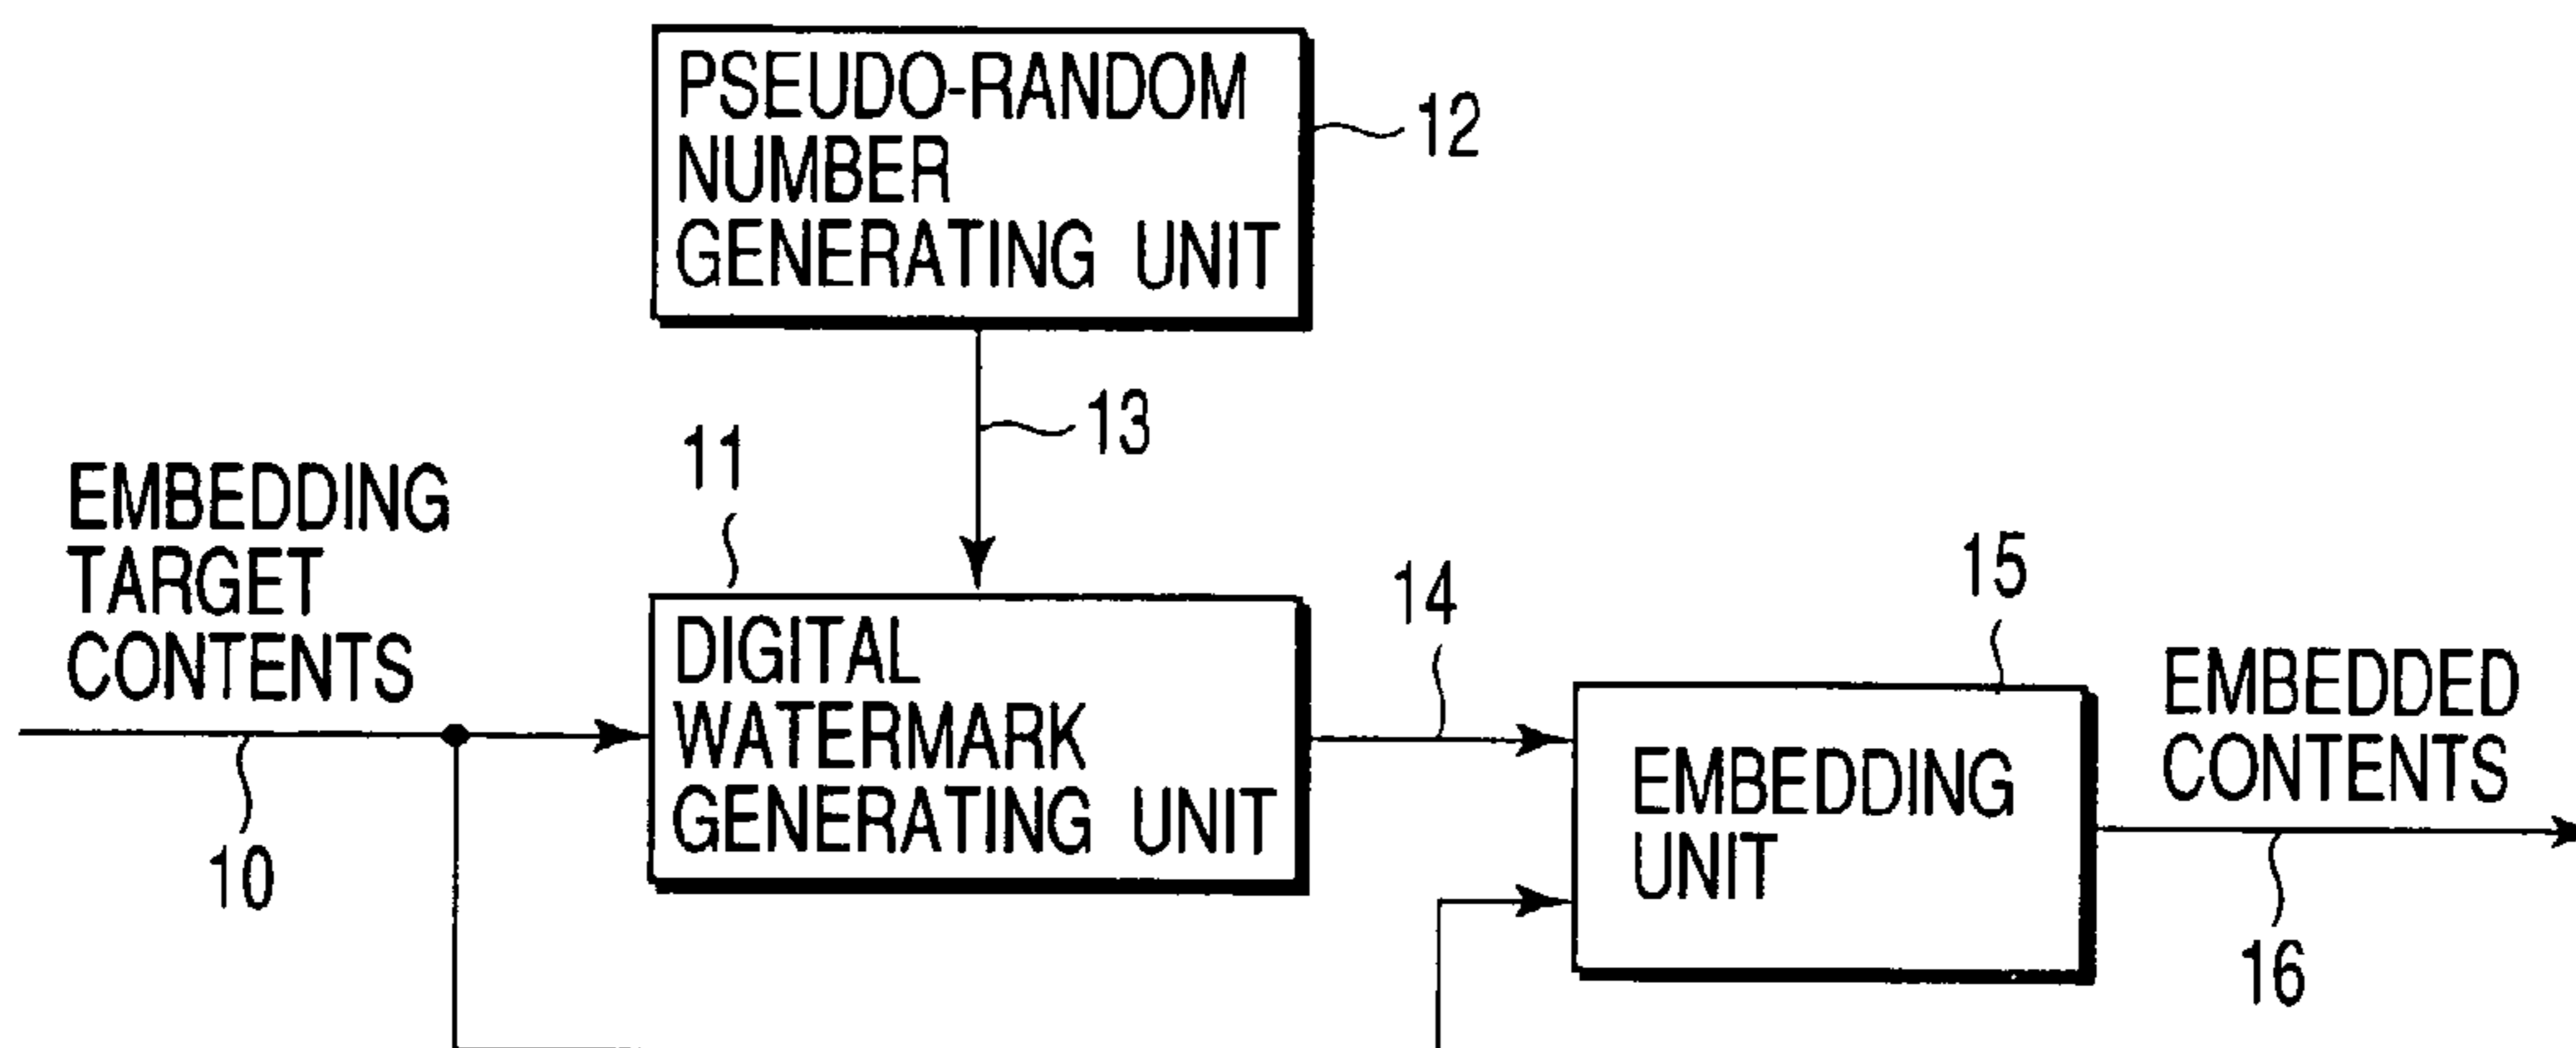 PSEUDO-RANDOM
NUMBER
GENERATING UNIT
12
13
11
EMBEDDING
TARGET
CONTENTS
10
DIGITAL
WATERMARK
GENERATING UNIT
14
15
EMBEDDING
UNIT
EMBEDDED
CONTENTS
16